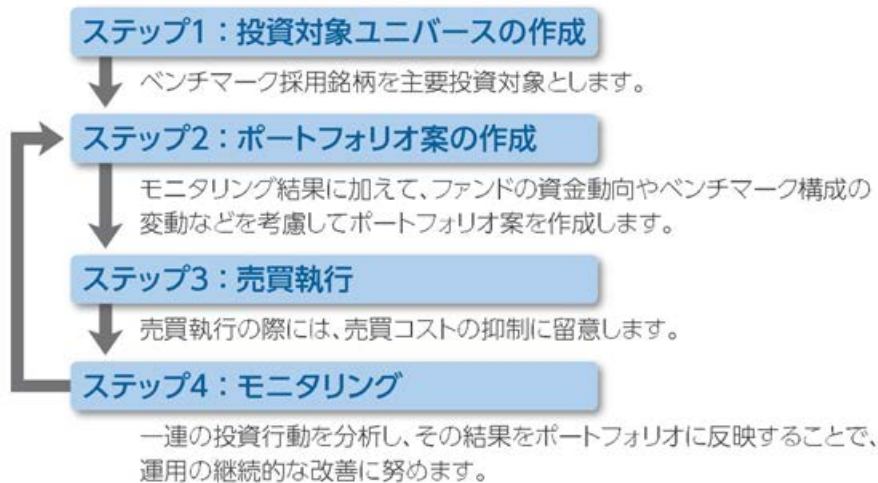 ステップ1：投資対象ユニバースの作成
ベンチマーク採用銘柄を主要投資対象とします。
ステップ2：ポートフォリオ案の作成
モニタリング結果に加えて、ファンドの資金動向やベンチマーク構成の
変動などを考慮してポートフォリオ案を作成します。
ステップ3：売買執行
売買執行の際には、売買コストの抑制に留意します。
ステップ4：モニタリング
一連の投資行動を分析し、その結果をポートフォリオに反映することで、
運用の継続的な改善に努めます。